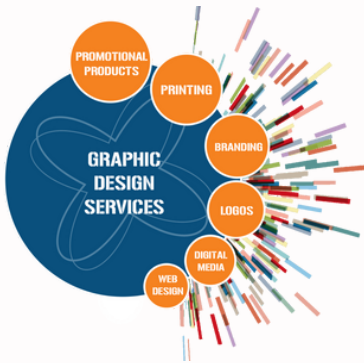 PROMOTIONAL
PRODUCTS
PRINTING
BRANDING
GRAPHIC
DESIGN
SERVICES
LOGOS
DIGITAL
MEDIA
WEB
DESIGN